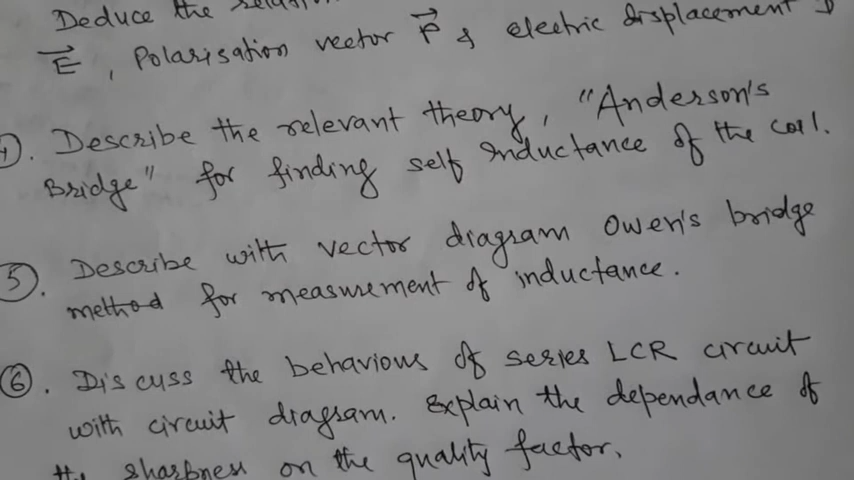 Deduce the
E⃗, Polarisation vector P⃗ & electric displacement D
4). Describe the relevant theory, "Anderson's
Bridge" for finding self inductance of the coil.
5). Describe with vector diagram Owen's bridge
method for measurement of inductance.
6). Discuss the behaviour of series LCR circuit
with circuit diagram. Explain the dependance of
the sharpness on the quality factor.